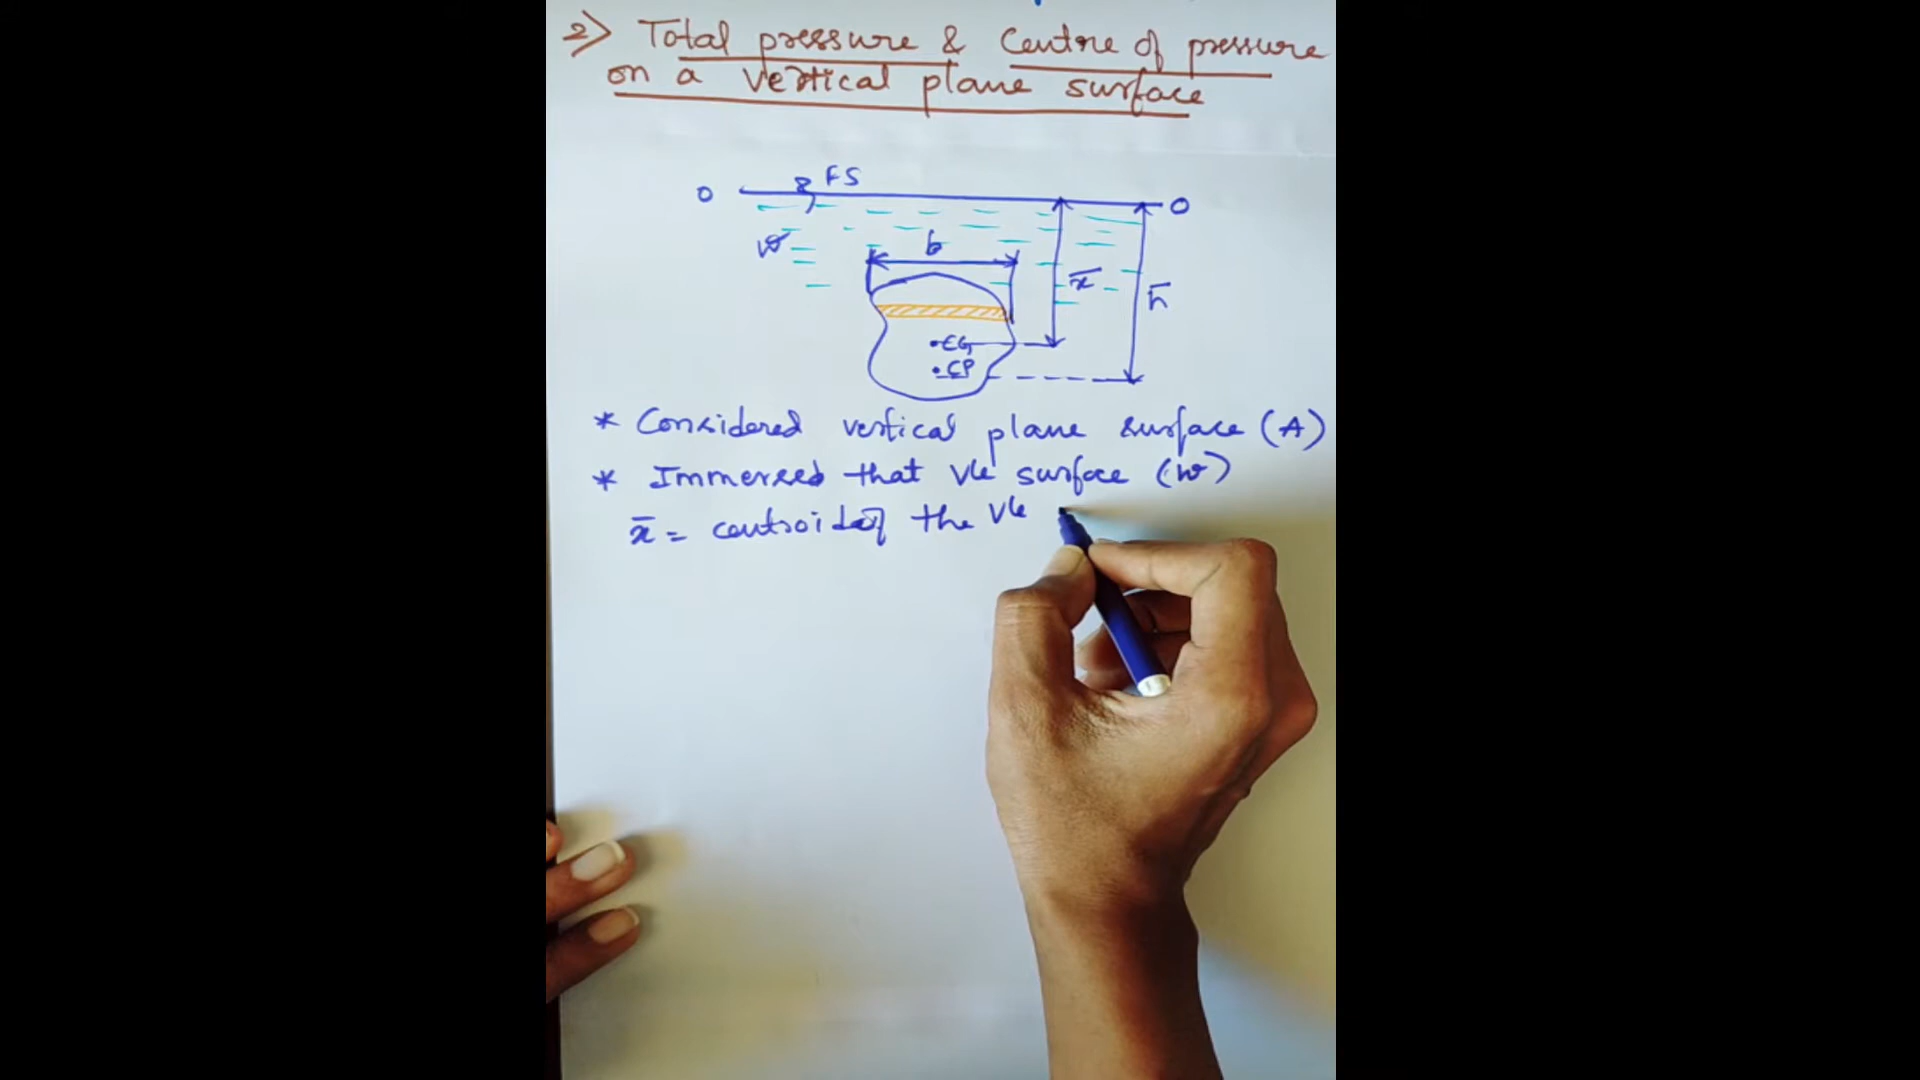 2) Total pressure & Centre of pressure
on a vertical plane surface
FS
O
O
w
b
x̄
h̄
CG
CP
* Considered vertical plane surface (A)
* Immersed that Vle surface (w)
x̄ = centroid of the Vle